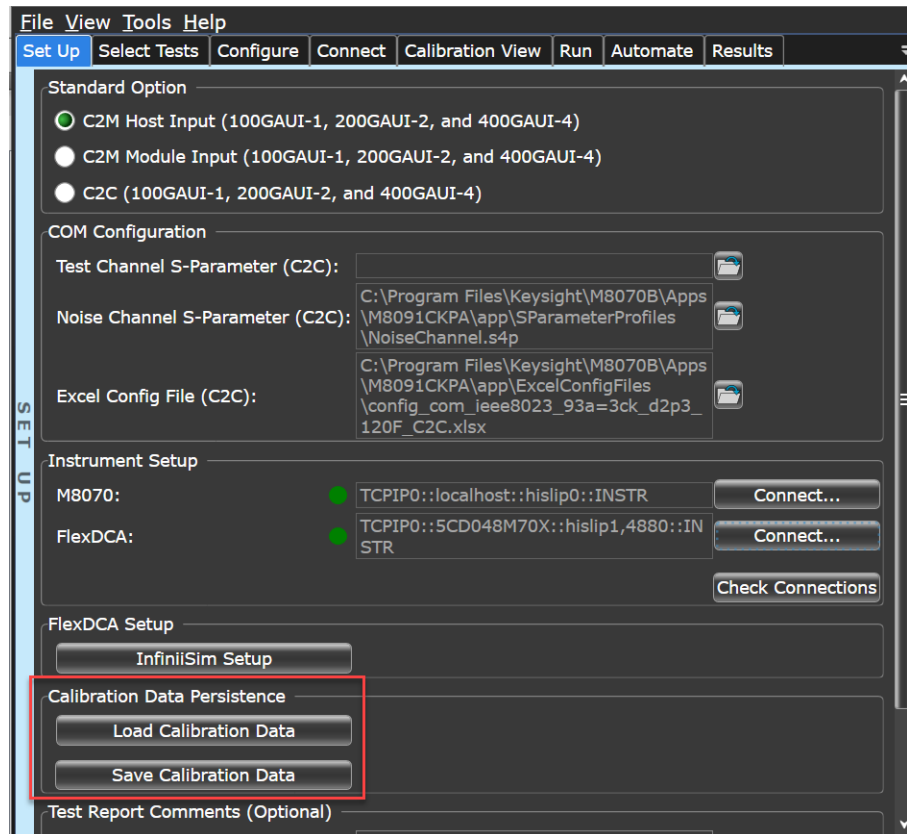 File View Tools Help
Set Up Select Tests Configure Connect Calibration View Run Automate Results
SET UP
Standard Option
C2M Host Input (100GAUI-1, 200GAUI-2, and 400GAUI-4)
C2M Module Input (100GAUI-1, 200GAUI-2, and 400GAUI-4)
C2C (100GAUI-1, 200GAUI-2, and 400GAUI-4)
COM Configuration
Test Channel S-Parameter (C2C):
Noise Channel S-Parameter (C2C):
C:\Program Files\Keysight\M8070B\Apps
\M8091CKPA\app\SParameterProfiles
\NoiseChannel.s4p
Excel Config File (C2C):
C:\Program Files\Keysight\M8070B\Apps
\M8091CKPA\app\ExcelConfigFiles
\config_com_ieee8023_93a=3ck_d2p3_
120F_C2C.xlsx
Instrument Setup
M8070: TCPIP0::localhost::hislip0::INSTR Connect...
FlexDCA: TCPIP0::5CD048M70X::hislip1,4880::IN
STR
Connect...
Check Connections
FlexDCA Setup
InfiniiSim Setup
Calibration Data Persistence
Load Calibration Data
Save Calibration Data
Test Report Comments (Optional)